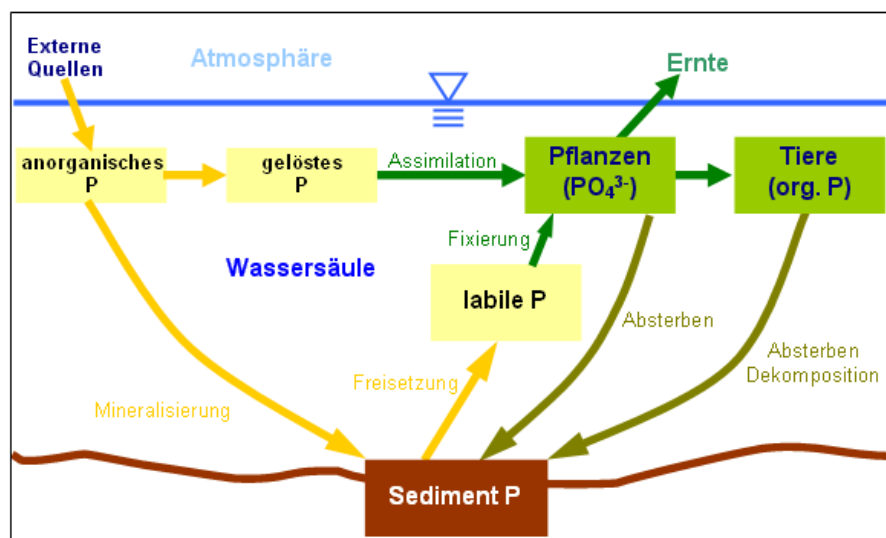 Externe
Quellen
Atmosphäre
Ernte
anorganisches
P
gelöstes
P
Assimilation
Pflanzen
(PO₄³⁻)
Tiere
(org. P)
Fixierung
Wassersäule
labile P
Absterben
Absterben
Dekomposition
Freisetzung
Mineralisierung
Sediment P